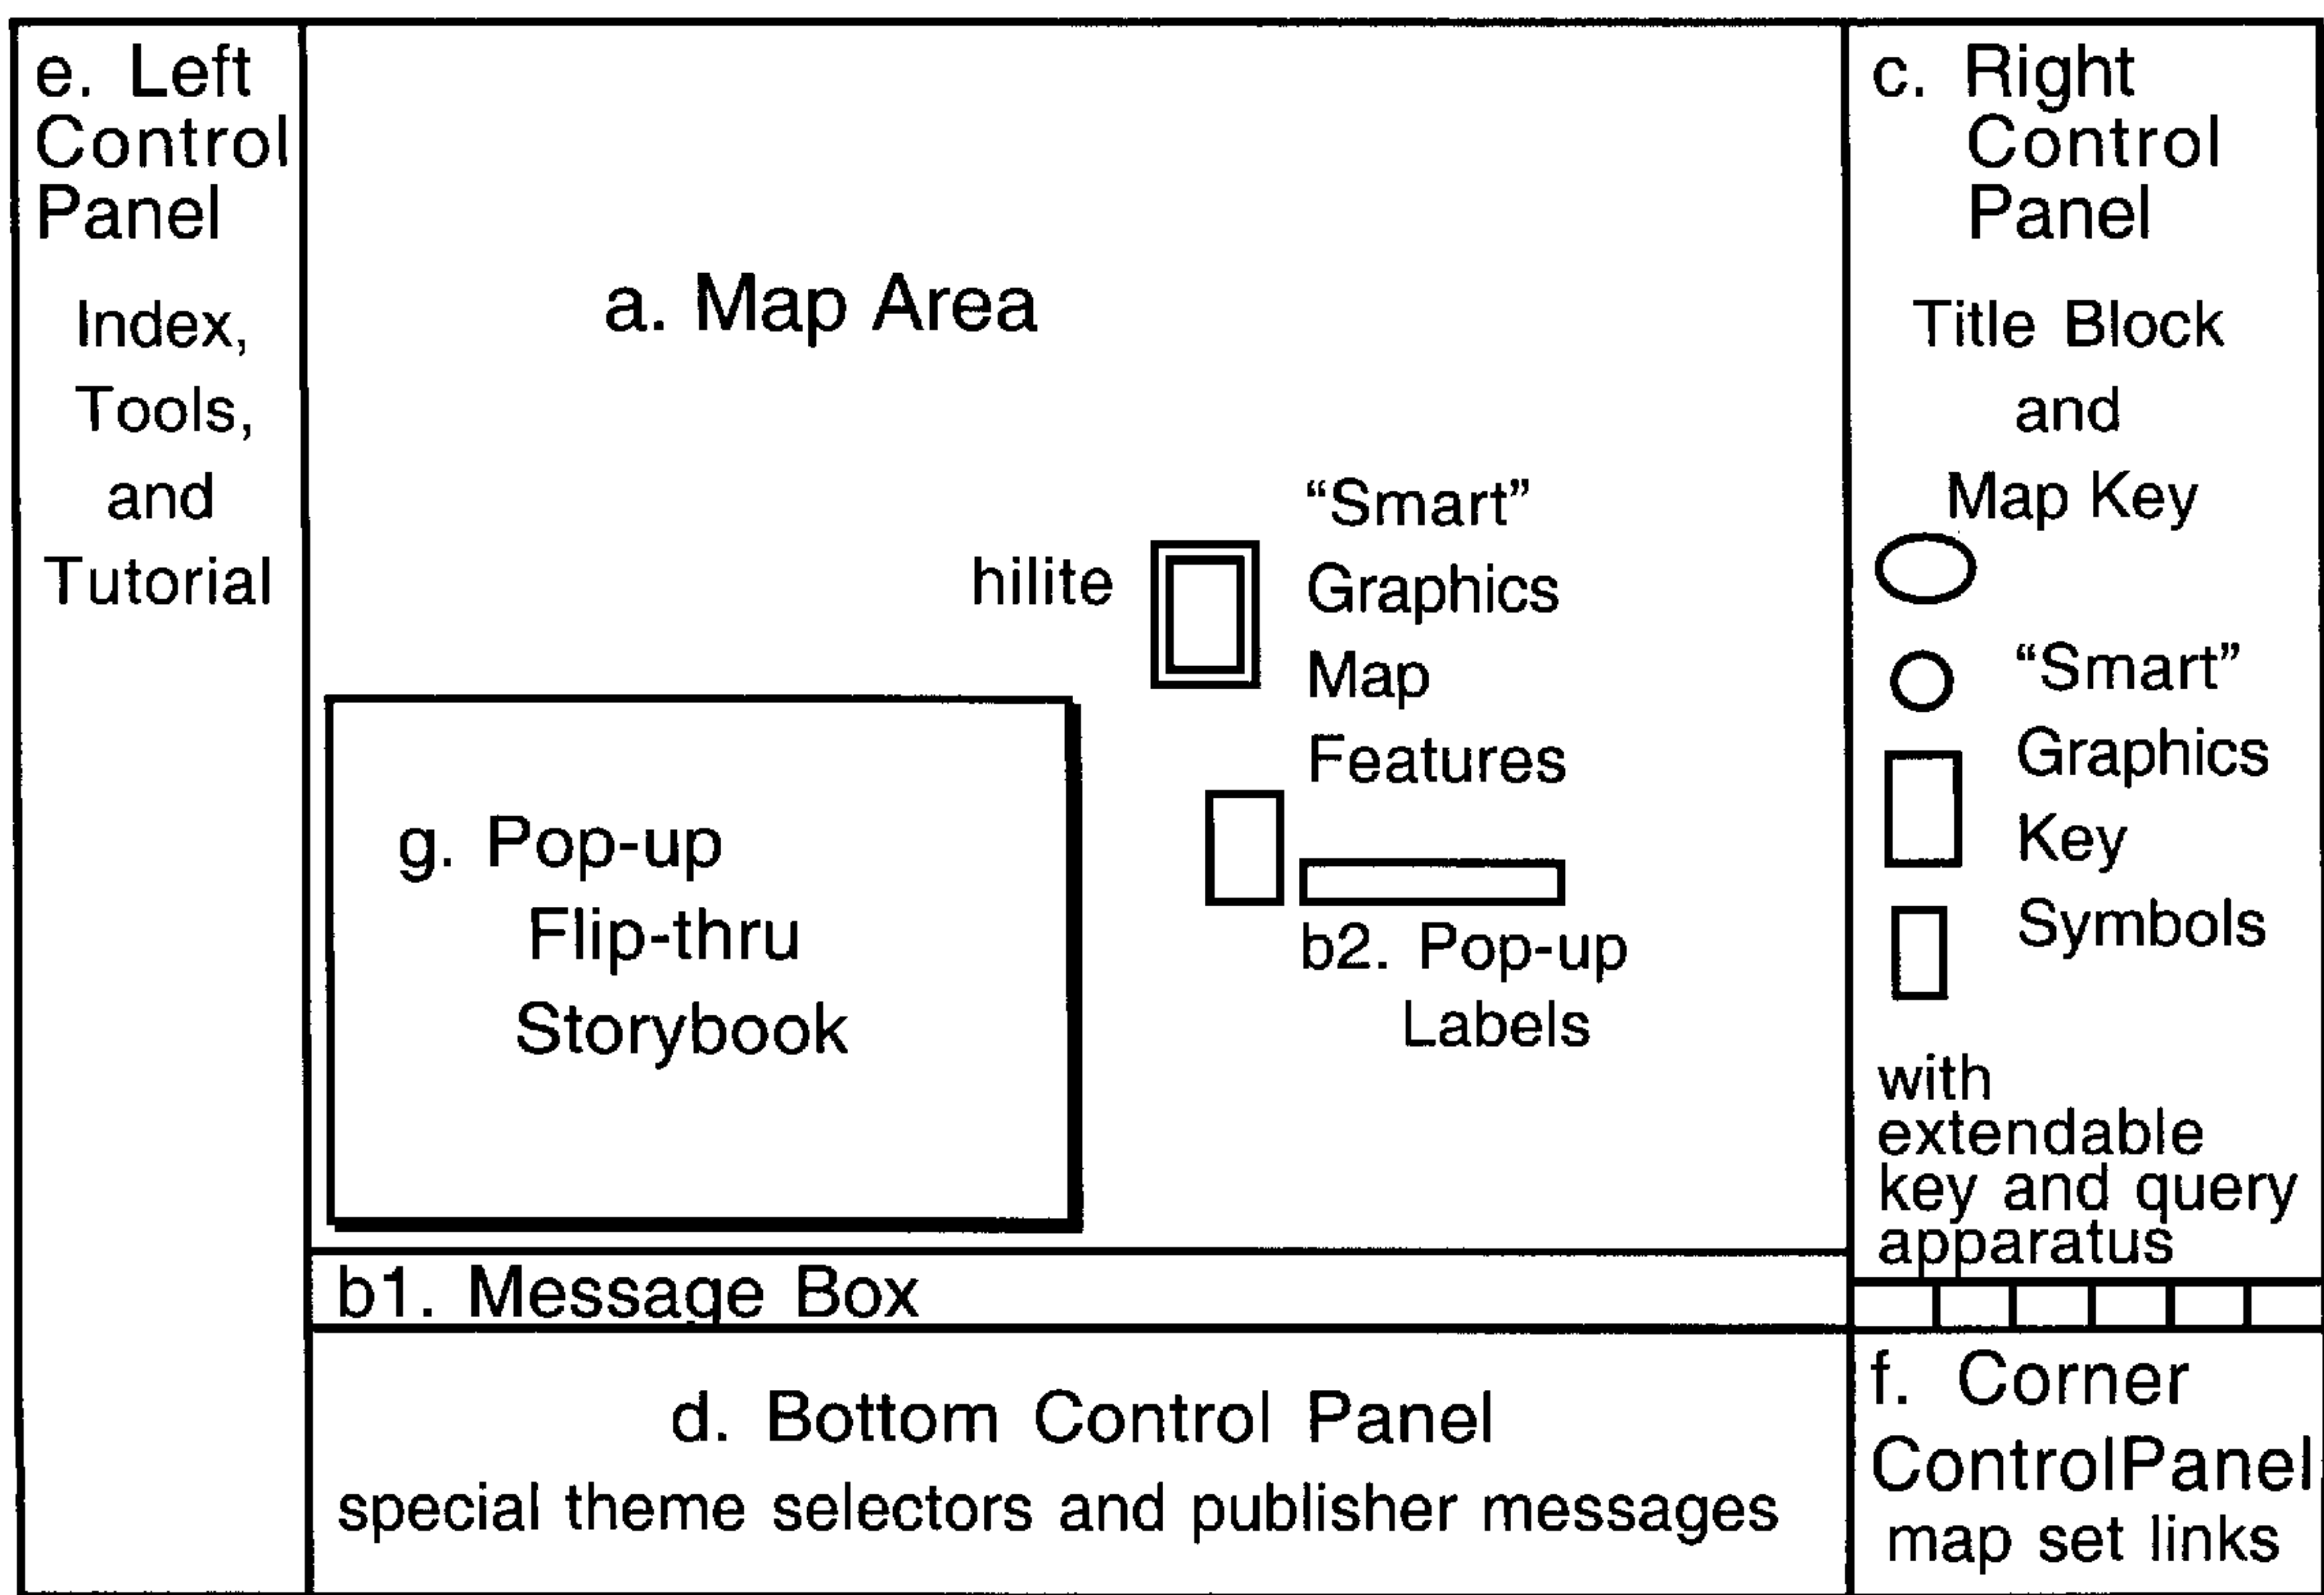 e. Left
Control
Panel
Index,
Tools,
and
Tutorial
a. Map Area
hilite
“Smart”
Graphics
Map
Features
g. Pop-up
Flip-thru
Storybook
b2. Pop-up
Labels
b1. Message Box
d. Bottom Control Panel
special theme selectors and publisher messages
c. Right
Control
Panel
Title Block
and
Map Key
“Smart”
Graphics
Key
Symbols
with
extendable
key and query
apparatus
f. Corner
ControlPanel
map set links